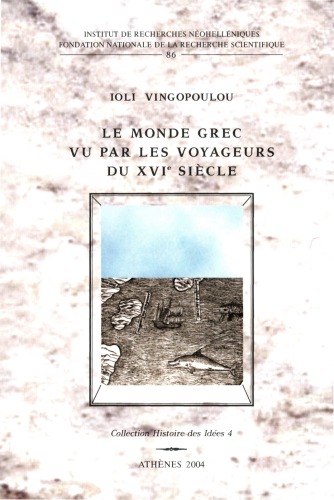 INSTITUT DE RECHERCHES NÉOHELLÉNIQUES
FONDATION NATIONALE DE LA RECHERCHE SCIENTIFIQUE
86
IOLI VINGOPOULOU
LE MONDE GREC
VU PAR LES VOYAGEURS
DU XVIe SIÈCLE
Collection Histoire des Idées 4
ATHÈNES 2004